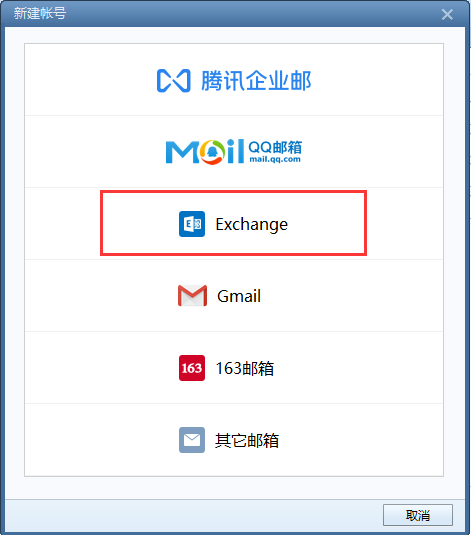 新建帐号
腾讯企业邮
Mail QQ邮箱
mail.qq.com
Exchange
Gmail
163 163邮箱
其它邮箱
取消